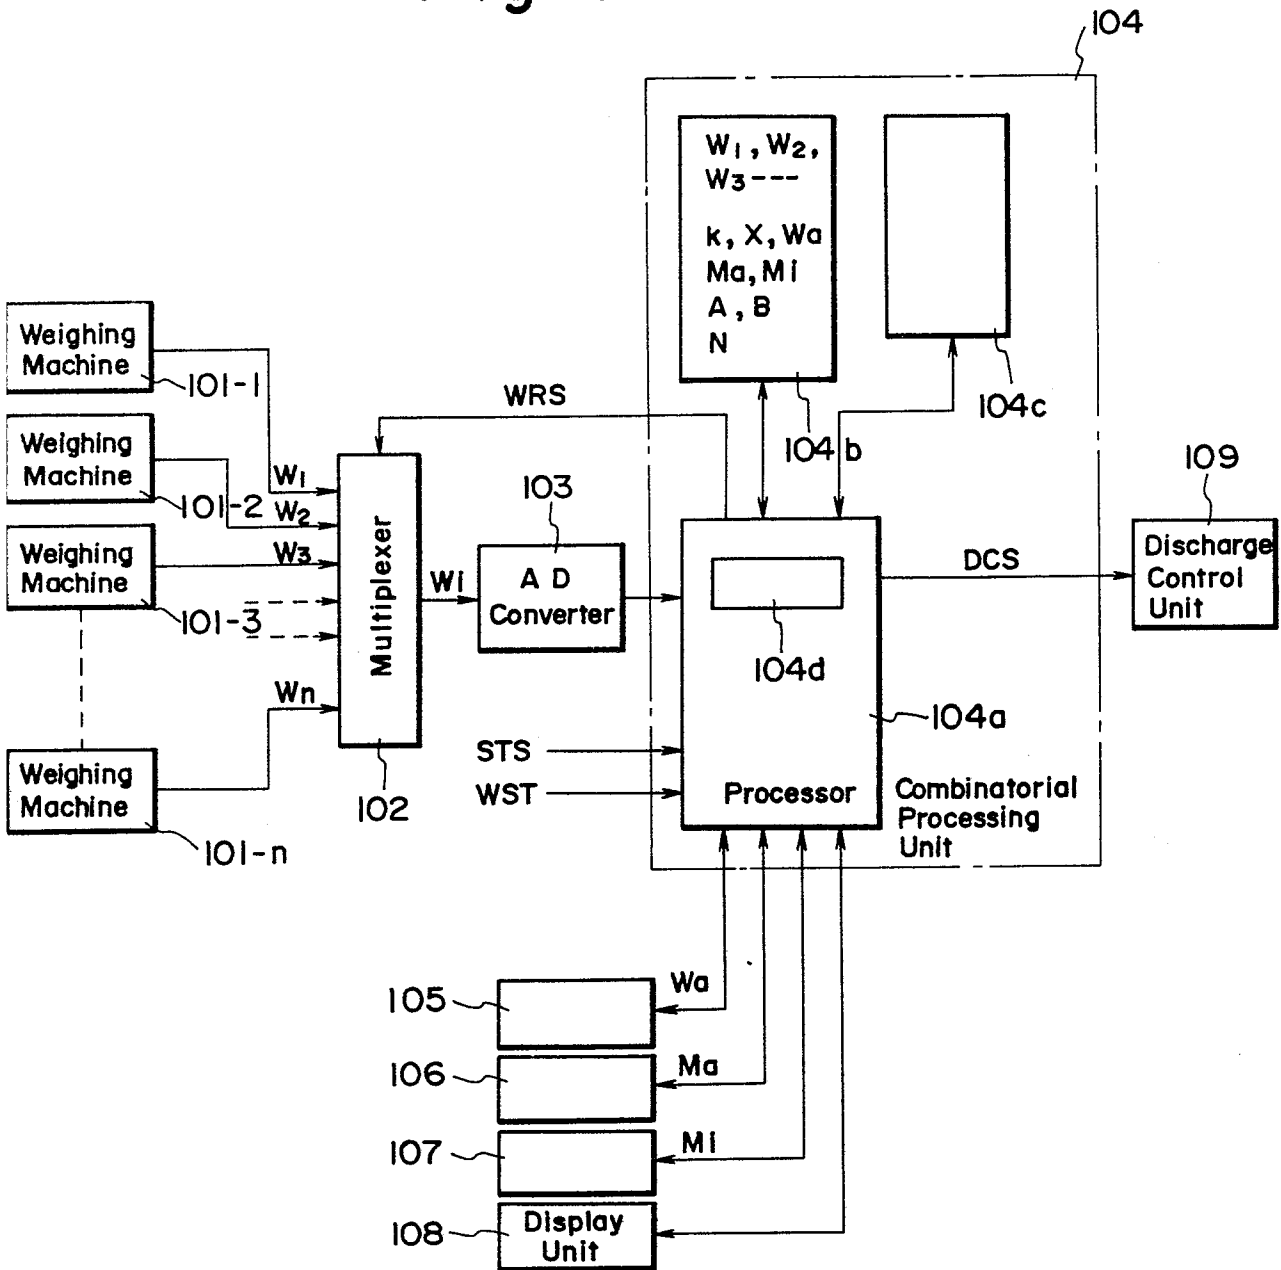 104
W1, W2,
W3---
k, X, Wa
Ma, Mi
A, B
N
104b
104c
Weighing
Machine
101-1
Weighing
Machine
101-2
Weighing
Machine
101-3
Weighing
Machine
101-n
W1
W2
W3
Wn
WRS
Multiplexer
102
Wi
103
A D
Converter
STS
WST
104d
104a
Processor
Combinatorial
Processing
Unit
DCS
109
Discharge
Control
Unit
105
Wa
106
Ma
107
Mi
108
Display
Unit